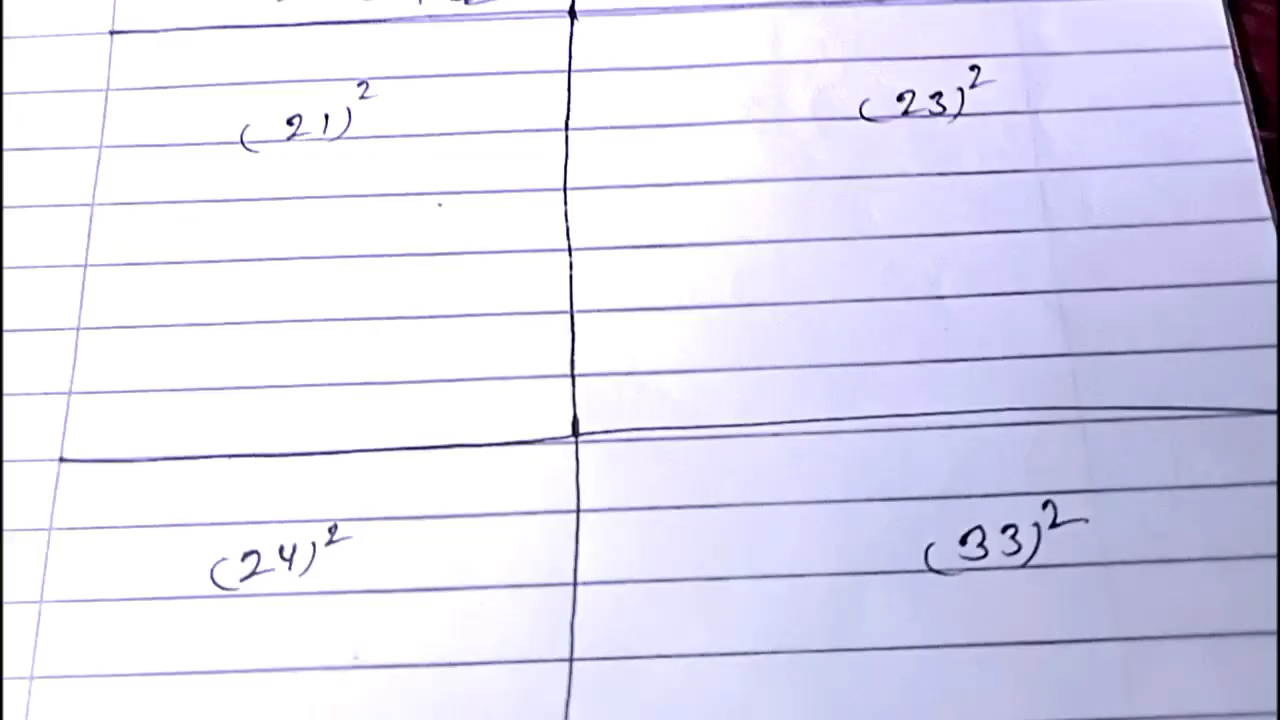 (21)²
(23)²
(24)²
(33)²